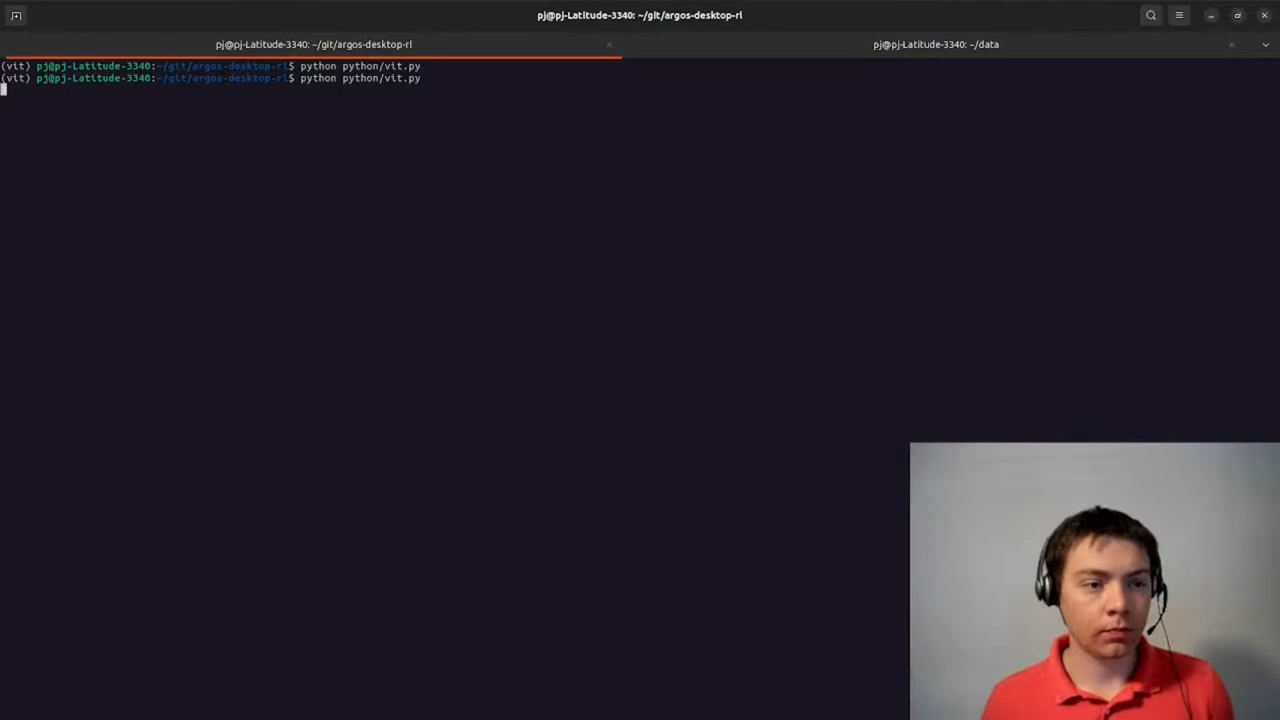 pj@pj-Latitude-3340: ~/git/argos-desktop-rl
pj@pj-Latitude-3340: ~/git/argos-desktop-rl
pj@pj-Latitude-3340: ~/data
(vit) pj@pj-Latitude-3340:~/git/argos-desktop-rl$ python python/vit.py
(vit) pj@pj-Latitude-3340:~/git/argos-desktop-rl$ python python/vit.py